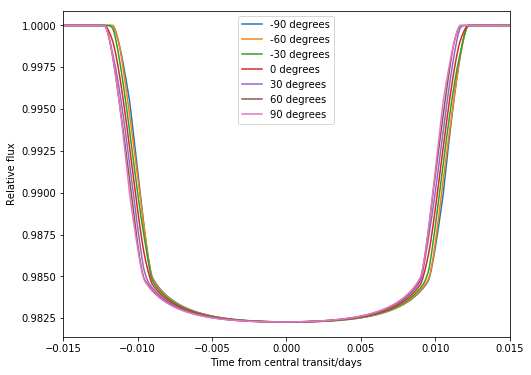 1.0000
0.9975
0.9950
0.9925
0.9900
0.9875
0.9850
0.9825
Relative flux
-90 degrees
-60 degrees
-30 degrees
0 degrees
30 degrees
60 degrees
90 degrees
−0.015
−0.010
−0.005
0.000
0.005
0.010
0.015
Time from central transit/days